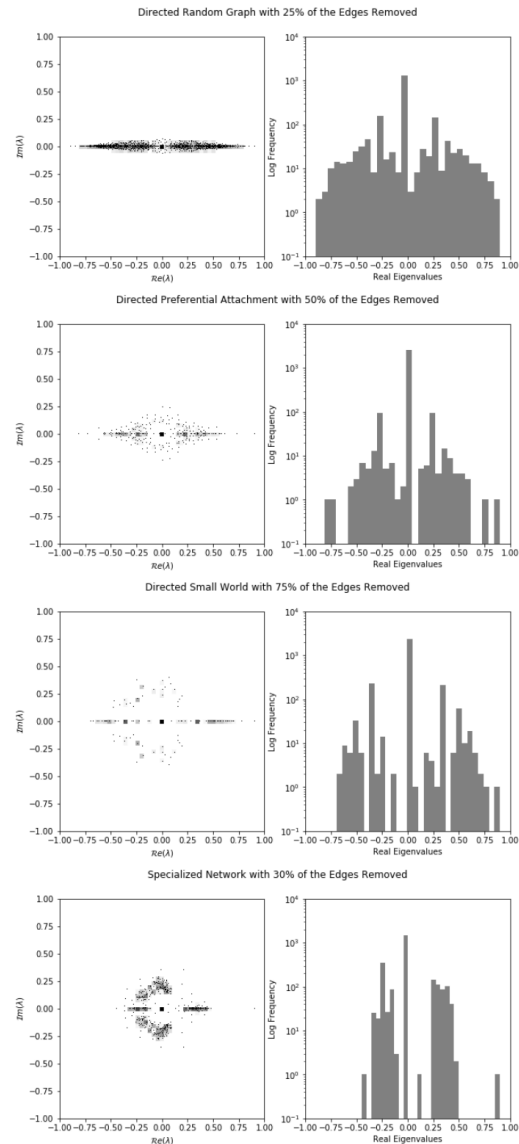 Directed Random Graph with 25% of the Edges Removed
1.00
0.75
0.50
0.25
0.00
−0.25
−0.50
−0.75
−1.00
𝓘m(λ)
−1.00 −0.75 −0.50 −0.25 0.00 0.25 0.50 0.75 1.00
𝓡e(λ)
10⁴
10³
10²
10¹
10⁰
10⁻¹
Log Frequency
−1.00 −0.75 −0.50 −0.25 0.00 0.25 0.50 0.75 1.00
Real Eigenvalues
Directed Preferential Attachment with 50% of the Edges Removed
1.00
0.75
0.50
0.25
0.00
−0.25
−0.50
−0.75
−1.00
𝓘m(λ)
−1.00 −0.75 −0.50 −0.25 0.00 0.25 0.50 0.75 1.00
𝓡e(λ)
10⁴
10³
10²
10¹
10⁰
10⁻¹
Log Frequency
−1.00 −0.75 −0.50 −0.25 0.00 0.25 0.50 0.75 1.00
Real Eigenvalues
Directed Small World with 75% of the Edges Removed
1.00
0.75
0.50
0.25
0.00
−0.25
−0.50
−0.75
−1.00
𝓘m(λ)
−1.00 −0.75 −0.50 −0.25 0.00 0.25 0.50 0.75 1.00
𝓡e(λ)
10⁴
10³
10²
10¹
10⁰
10⁻¹
Log Frequency
−1.00 −0.75 −0.50 −0.25 0.00 0.25 0.50 0.75 1.00
Real Eigenvalues
Specialized Network with 30% of the Edges Removed
1.00
0.75
0.50
0.25
0.00
−0.25
−0.50
−0.75
−1.00
𝓘m(λ)
−1.00 −0.75 −0.50 −0.25 0.00 0.25 0.50 0.75 1.00
𝓡e(λ)
10⁴
10³
10²
10¹
10⁰
10⁻¹
Log Frequency
−1.00 −0.75 −0.50 −0.25 0.00 0.25 0.50 0.75 1.00
Real Eigenvalues